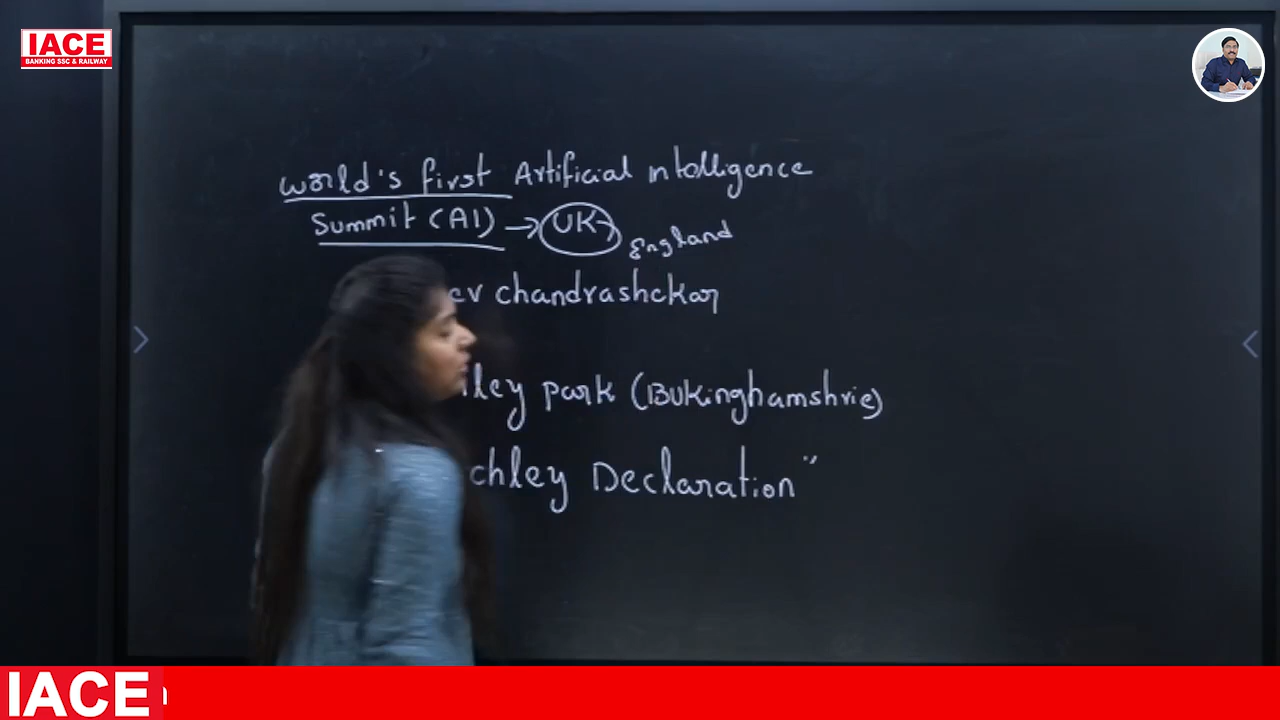 IACE
BANKING SSC & RAILWAY
world's first Artificial intelligence
Summit (AI) → UK → England
ev chandrashekar
ley park (Bukinghamshrie)
chley Declaration"
IACE